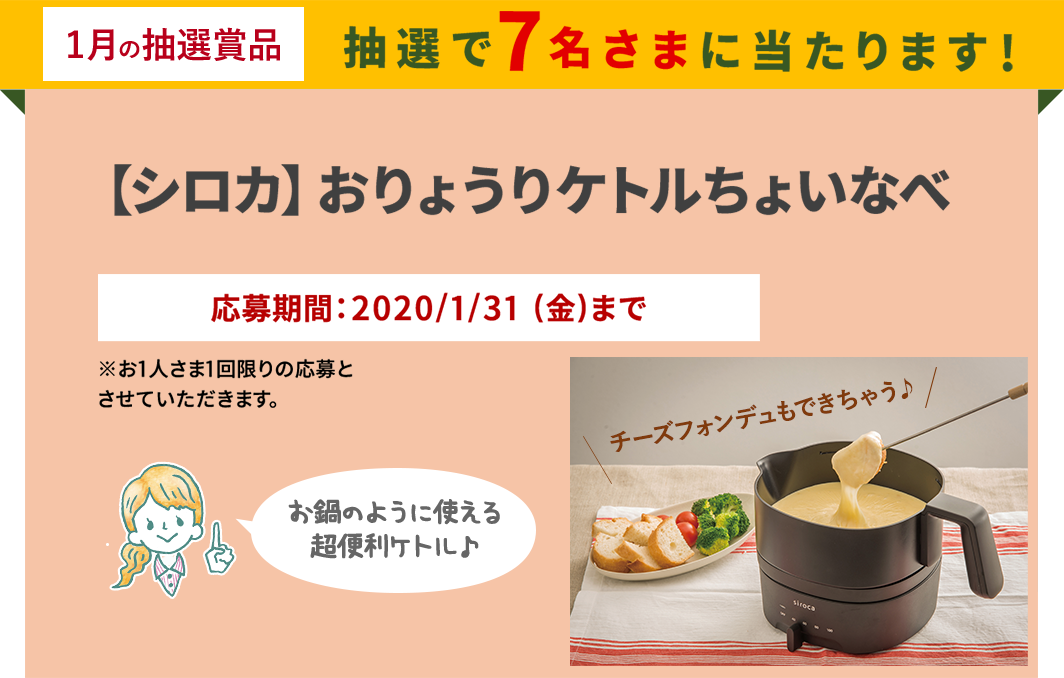 1月の抽選賞品
抽選で7名さまに当たります！
【シロカ】おりょうりケトルちょいなべ
応募期間：2020/1/31（金）まで
※お1人さま1回限りの応募と
させていただきます。
チーズフォンデュもできちゃう♪
お鍋のように使える
超便利ケトル♪
siroca